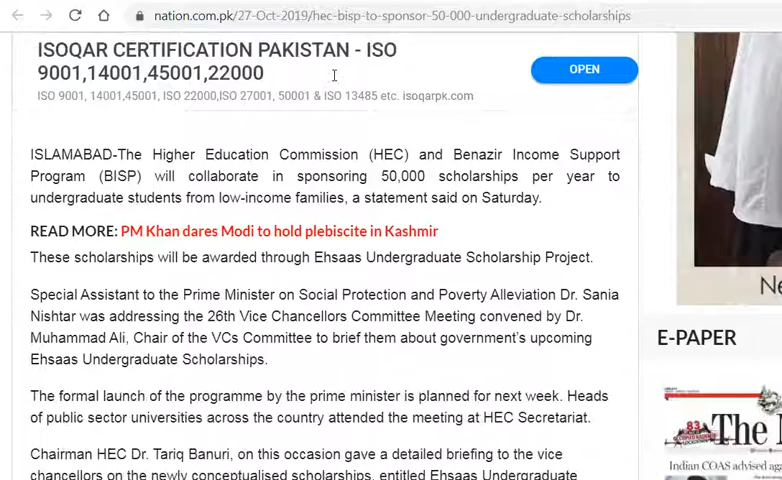 nation.com.pk/27-Oct-2019/hec-bisp-to-sponsor-50-000-undergraduate-scholarships
ISOQAR CERTIFICATION PAKISTAN - ISO
9001,14001,45001,22000
OPEN
ISO 9001, 14001,45001, ISO 22000,ISO 27001, 50001 & ISO 13485 etc. isoqarpk.com
ISLAMABAD-The Higher Education Commission (HEC) and Benazir Income Support
Program (BISP) will collaborate in sponsoring 50,000 scholarships per year to
undergraduate students from low-income families, a statement said on Saturday.
READ MORE: PM Khan dares Modi to hold plebiscite in Kashmir
These scholarships will be awarded through Ehsaas Undergraduate Scholarship Project.
Special Assistant to the Prime Minister on Social Protection and Poverty Alleviation Dr. Sania
Nishtar was addressing the 26th Vice Chancellors Committee Meeting convened by Dr.
Muhammad Ali, Chair of the VCs Committee to brief them about government's upcoming
Ehsaas Undergraduate Scholarships.
The formal launch of the programme by the prime minister is planned for next week. Heads
of public sector universities across the country attended the meeting at HEC Secretariat.
Chairman HEC Dr. Tariq Banuri, on this occasion gave a detailed briefing to the vice
chancellors on the newly conceptualised scholarships, entitled Ehsaas Undergraduate
Ne
E-PAPER
83
The N
Indian COAS advised aga